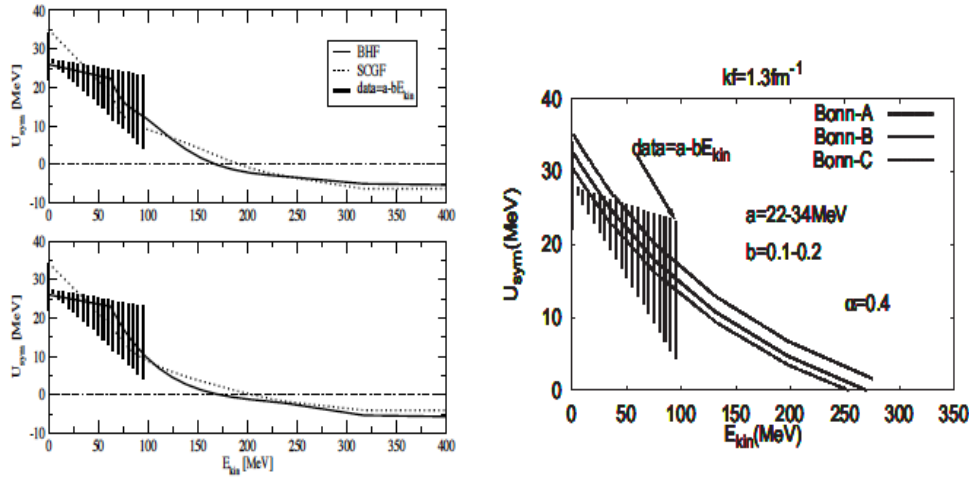 40
30
20
10
0
-10
U_sym [MeV]
BHF
SCGF
data=a-bE_kin
0 50 100 150 200 250 300 350 400
40
30
20
10
0
-10
U_sym [MeV]
0 50 100 150 200 250 300 350 400
E_kin [MeV]
kf=1.3fm^-1
40
30
20
10
0
U_sym(MeV)
Bonn-A
Bonn-B
Bonn-C
data=a-bE_kin
a=22-34MeV
b=0.1-0.2
α=0.4
0 50 100 150 200 250 300 350
E_kin(MeV)